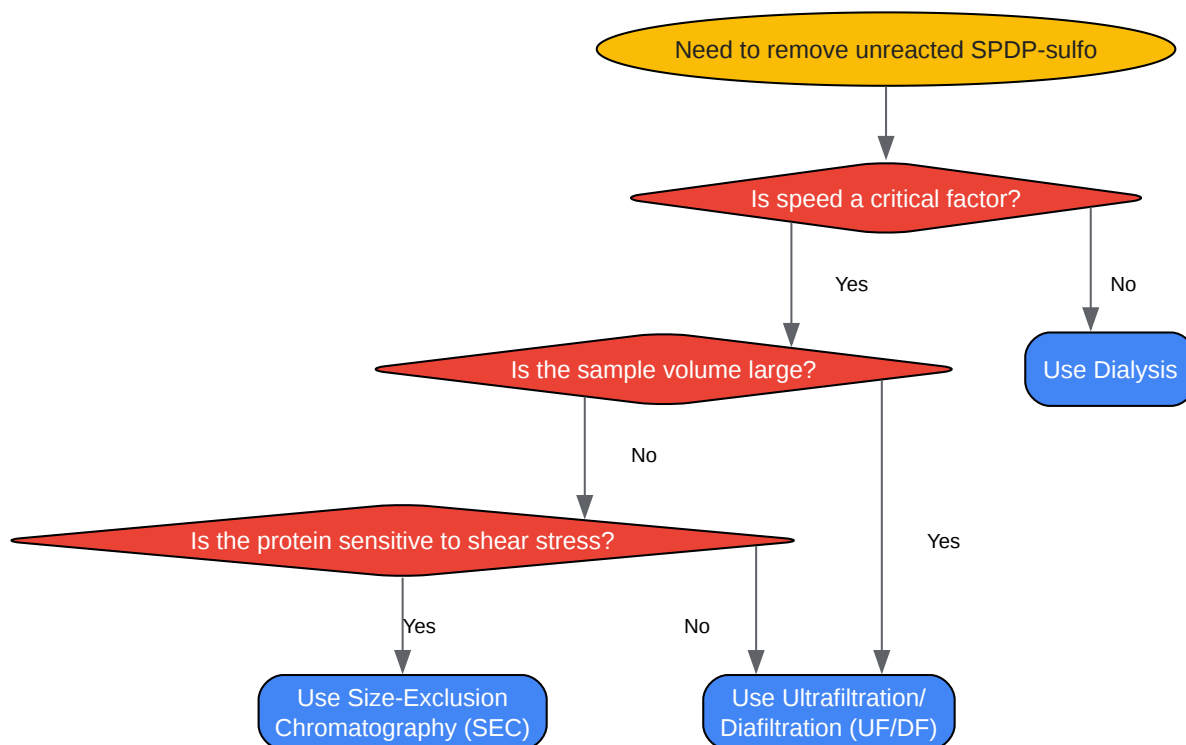 Need to remove unreacted SPDP-sulfo
Is speed a critical factor?
Yes
No
Is the sample volume large?
Use Dialysis
No
Is the protein sensitive to shear stress?
Yes
Yes
No
Use Size-Exclusion
Chromatography (SEC)
Use Ultrafiltration/
Diafiltration (UF/DF)